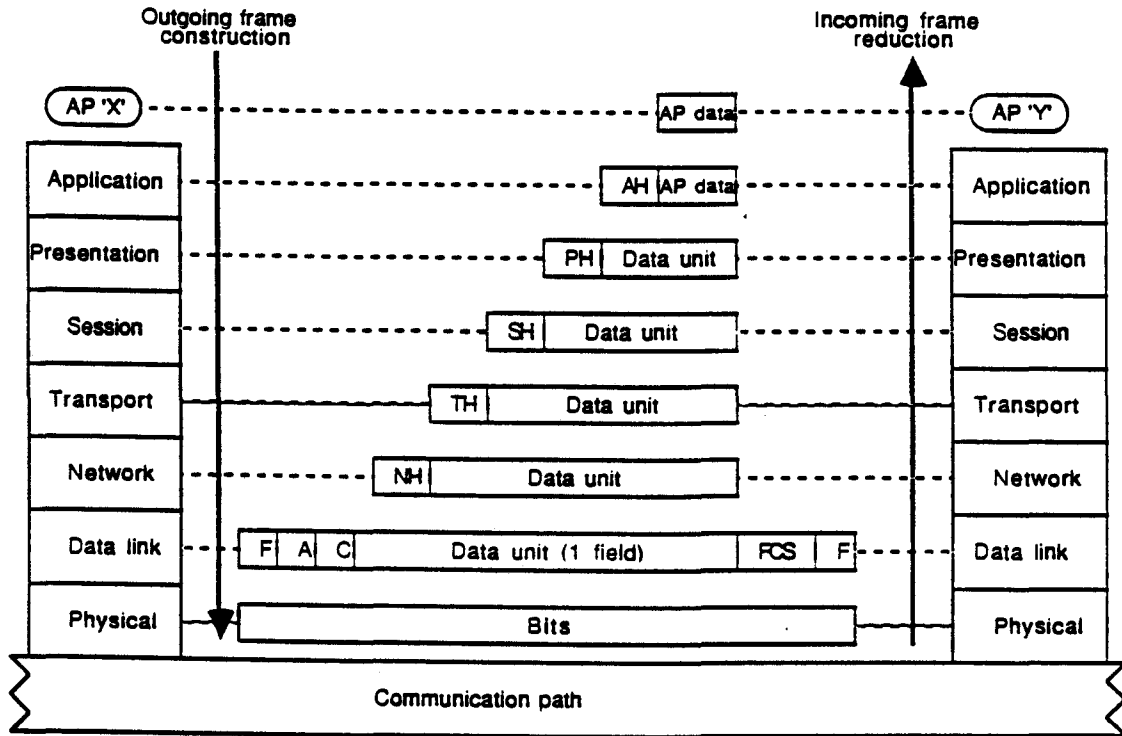 Outgoing frame
construction
Incoming frame
reduction
AP 'X'
AP data
AP 'Y'
Application
AH
AP data
Application
Presentation
PH
Data unit
Presentation
Session
SH
Data unit
Session
Transport
TH
Data unit
Transport
Network
NH
Data unit
Network
Data link
F
A
C
Data unit (1 field)
FCS
F
Data link
Physical
Bits
Physical
Communication path